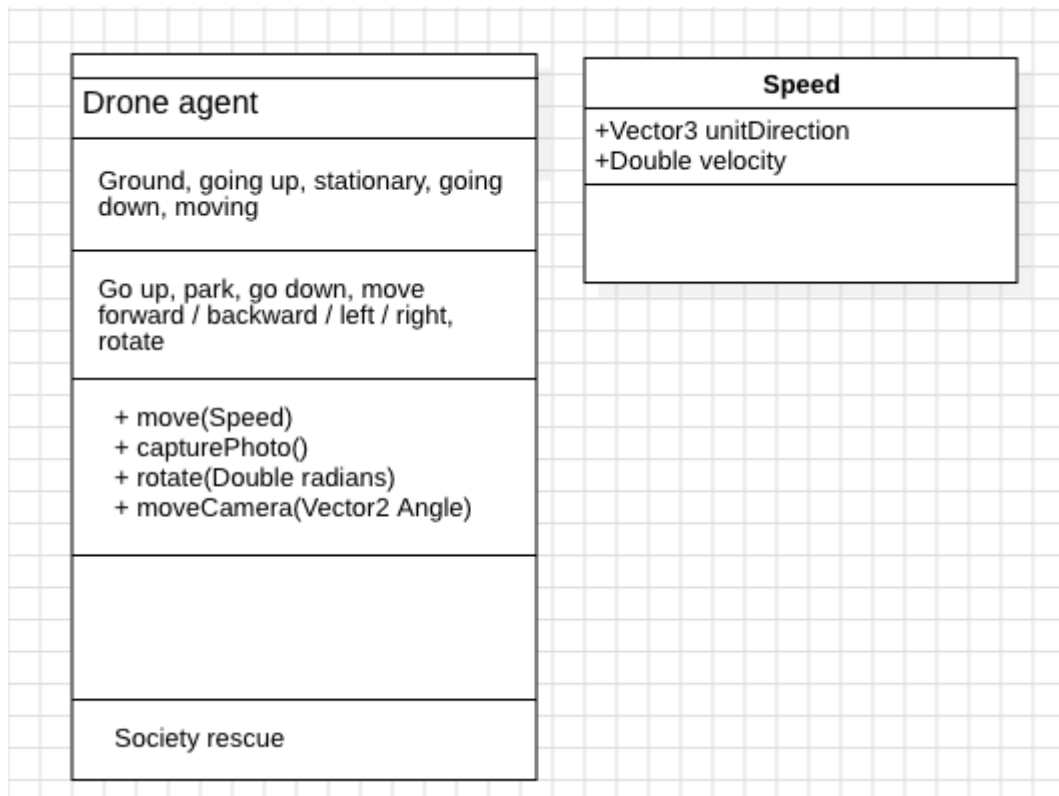 Drone agent
Ground, going up, stationary, going
down, moving
Go up, park, go down, move
forward / backward / left / right,
rotate
+ move(Speed)
+ capturePhoto()
+ rotate(Double radians)
+ moveCamera(Vector2 Angle)
Society rescue
Speed
+Vector3 unitDirection
+Double velocity